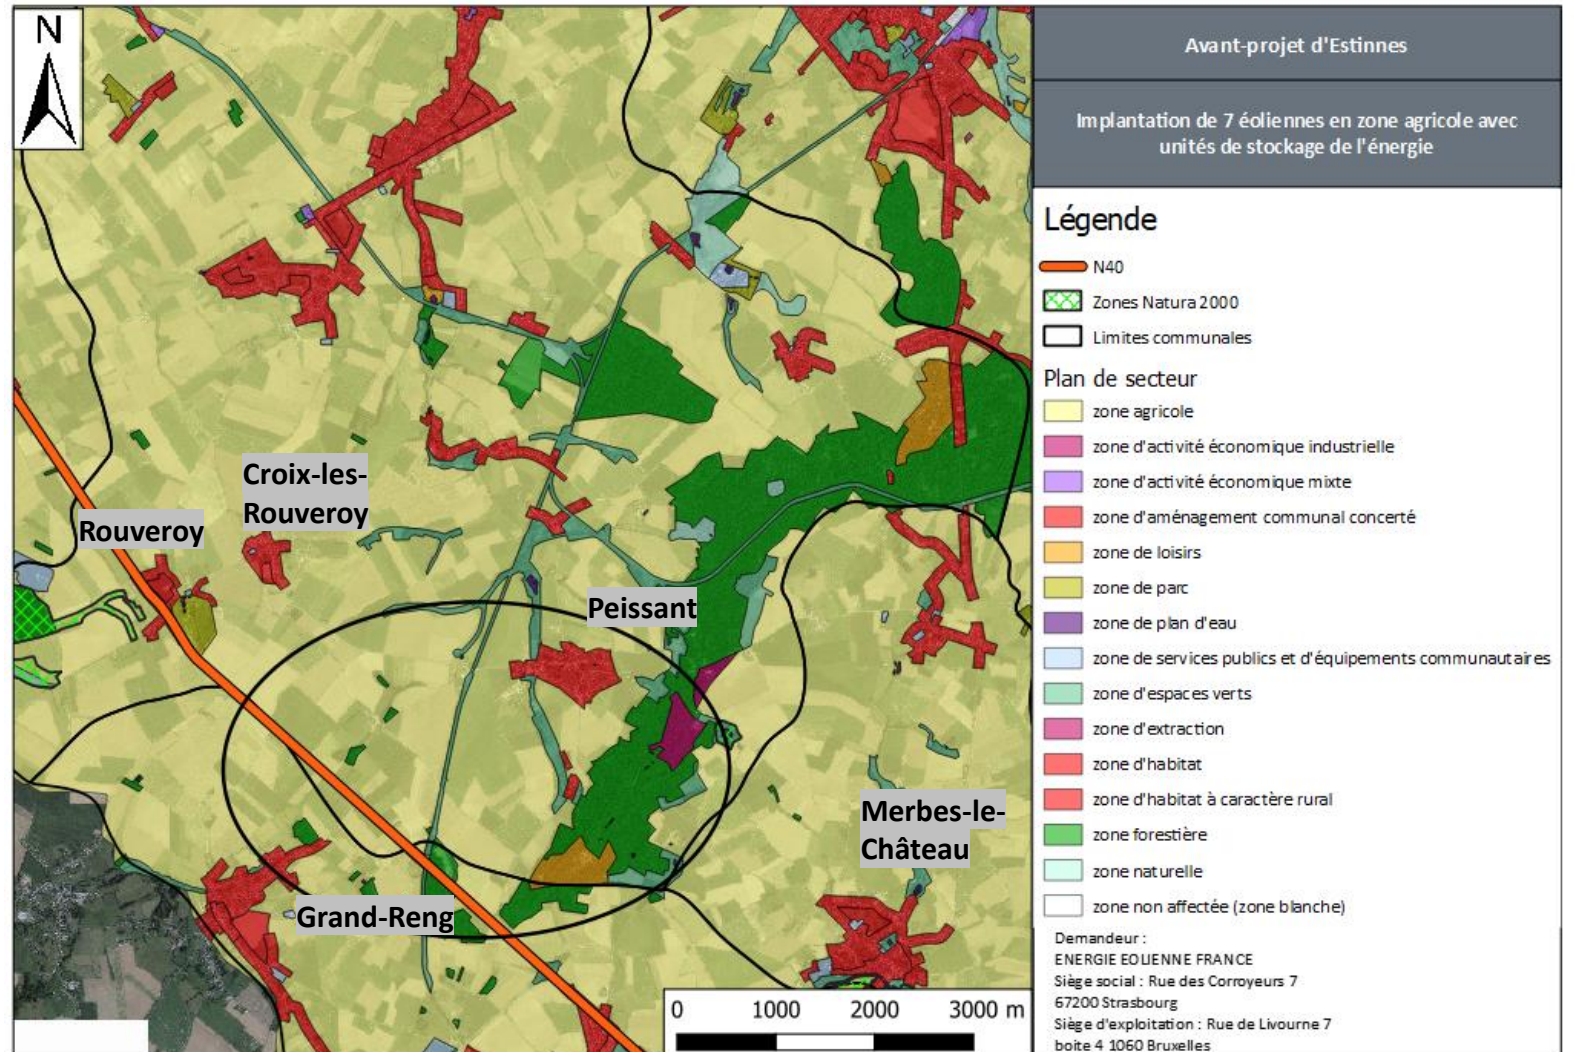 N
Croix-les-
Rouveroy
Rouveroy
Peissant
Merbes-le-
Château
Grand-Reng
0 1000 2000 3000 m
Avant-projet d'Estinnes
Implantation de 7 éoliennes en zone agricole avec
unités de stockage de l'énergie
Légende
N40
Zones Natura 2000
Limites communales
Plan de secteur
zone agricole
zone d'activité économique industrielle
zone d'activité économique mixte
zone d'aménagement communal concerté
zone de loisirs
zone de parc
zone de plan d'eau
zone de services publics et d'équipements communautaires
zone d'espaces verts
zone d'extraction
zone d'habitat
zone d'habitat à caractère rural
zone forestière
zone naturelle
zone non affectée (zone blanche)
Demandeur :
ENERGIE EOLIENNE FRANCE
Siège social : Rue des Corroyeurs 7
67200 Strasbourg
Siège d'exploitation : Rue de Livourne 7
boite 4 1060 Bruxelles